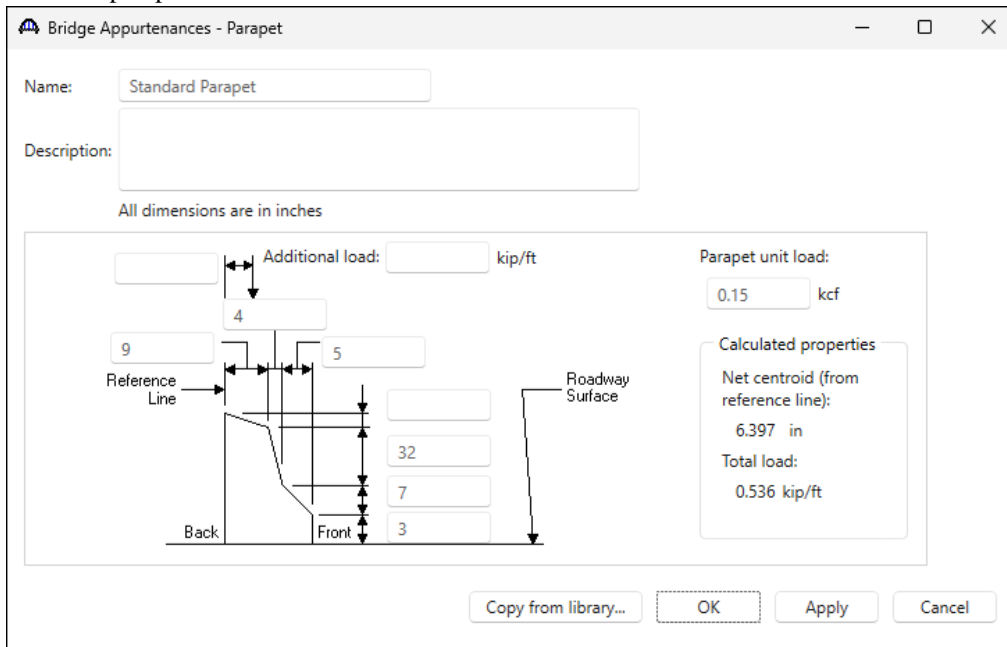 Bridge Appurtenances - Parapet
Name: Standard Parapet
Description:
All dimensions are in inches
Additional load: kip/ft
Parapet unit load:
0.15 kcf
4
9
5
Reference
Line
Roadway
Surface
32
7
3
Back
Front
Calculated properties
Net centroid (from
reference line):
6.397 in
Total load:
0.536 kip/ft
Copy from library...
OK
Apply
Cancel